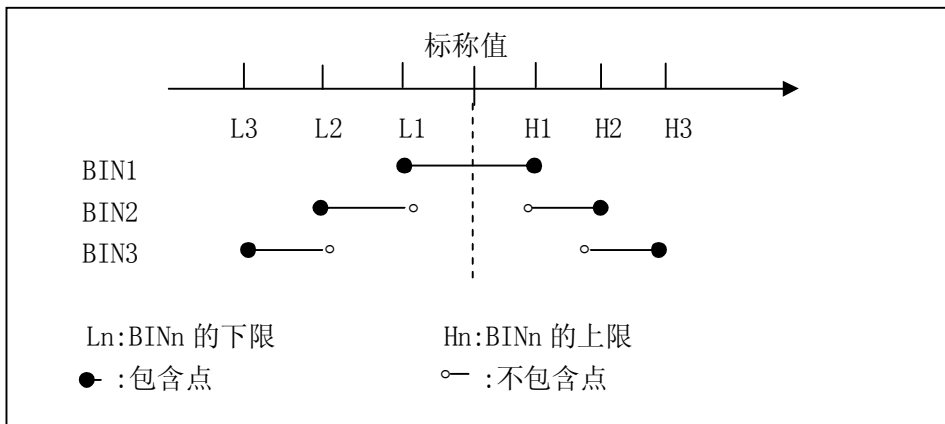 标称值
L3 L2 L1 H1 H2 H3
BIN1
BIN2
BIN3
Ln:BINn 的下限 Hn:BINn 的上限
:包含点 :不包含点